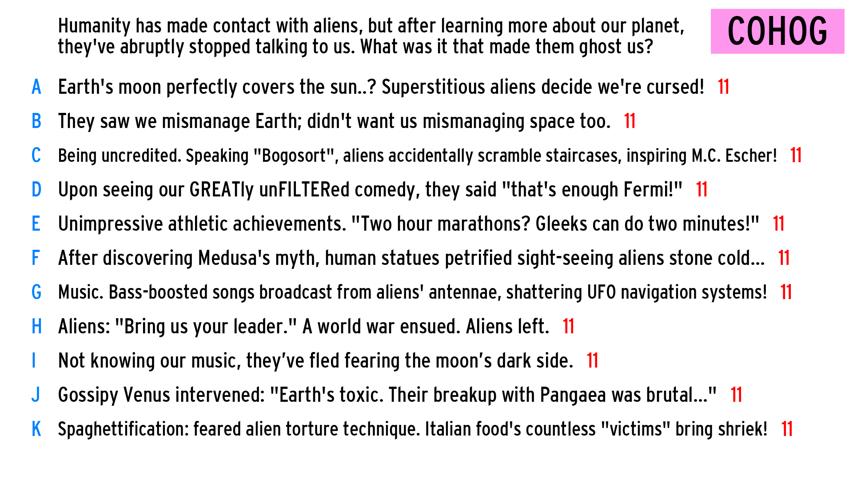 Humanity has made contact with aliens, but after learning more about our planet,
they've abruptly stopped talking to us. What was it that made them ghost us?
COHOG
A Earth's moon perfectly covers the sun..? Superstitious aliens decide we're cursed! 11
B They saw we mismanage Earth; didn't want us mismanaging space too. 11
C Being uncredited. Speaking "Bogosort", aliens accidentally scramble staircases, inspiring M.C. Escher! 11
D Upon seeing our GREATly unFILTERed comedy, they said "that's enough Fermi!" 11
E Unimpressive athletic achievements. "Two hour marathons? Gleeks can do two minutes!" 11
F After discovering Medusa's myth, human statues petrified sight-seeing aliens stone cold... 11
G Music. Bass-boosted songs broadcast from aliens' antennae, shattering UFO navigation systems! 11
H Aliens: "Bring us your leader." A world war ensued. Aliens left. 11
I Not knowing our music, they’ve fled fearing the moon’s dark side. 11
J Gossipy Venus intervened: "Earth's toxic. Their breakup with Pangaea was brutal..." 11
K Spaghettification: feared alien torture technique. Italian food's countless "victims" bring shriek! 11